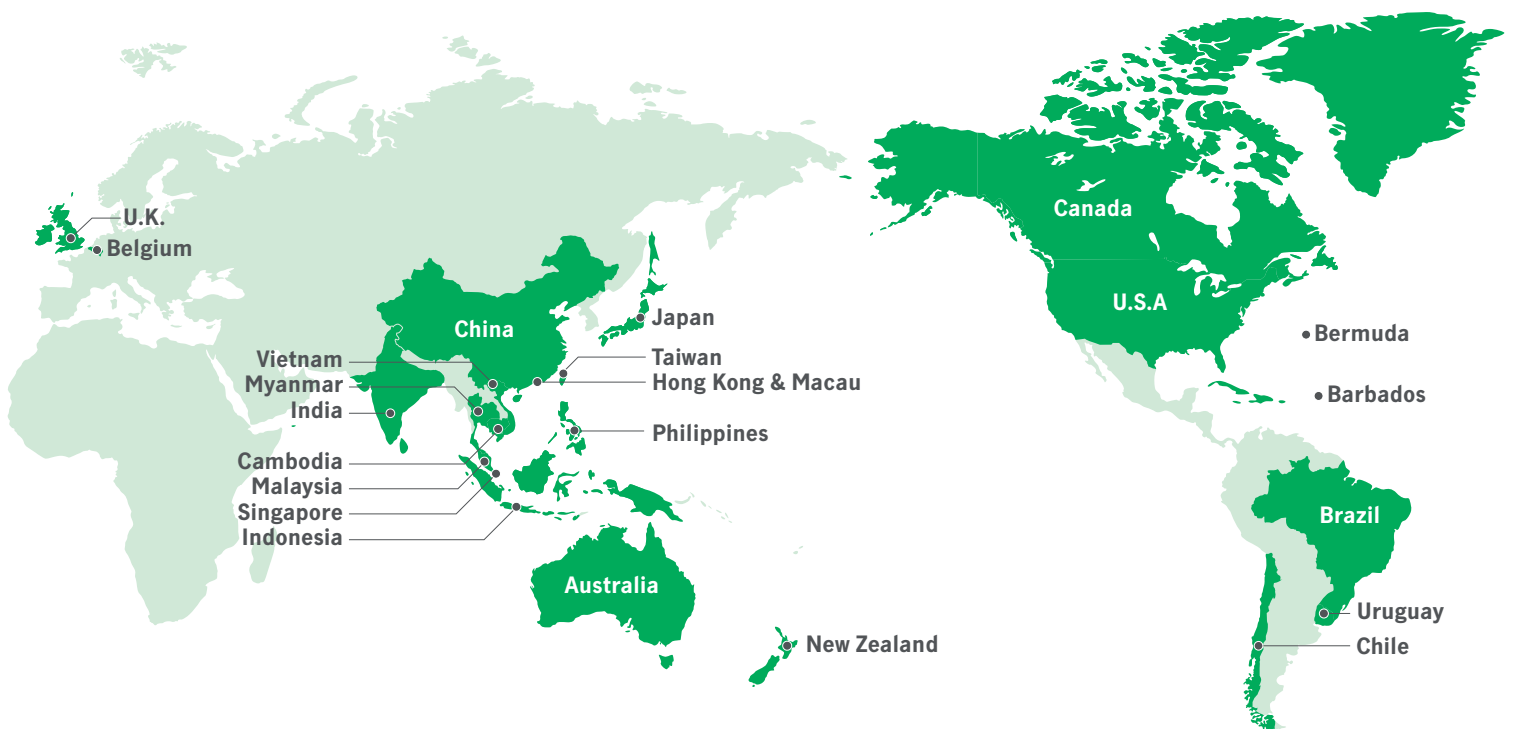 U.K.
Belgium
China
Japan
Vietnam
Myanmar
India
Taiwan
Hong Kong & Macau
Philippines
Cambodia
Malaysia
Singapore
Indonesia
Australia
New Zealand
Canada
U.S.A
Bermuda
Barbados
Brazil
Uruguay
Chile